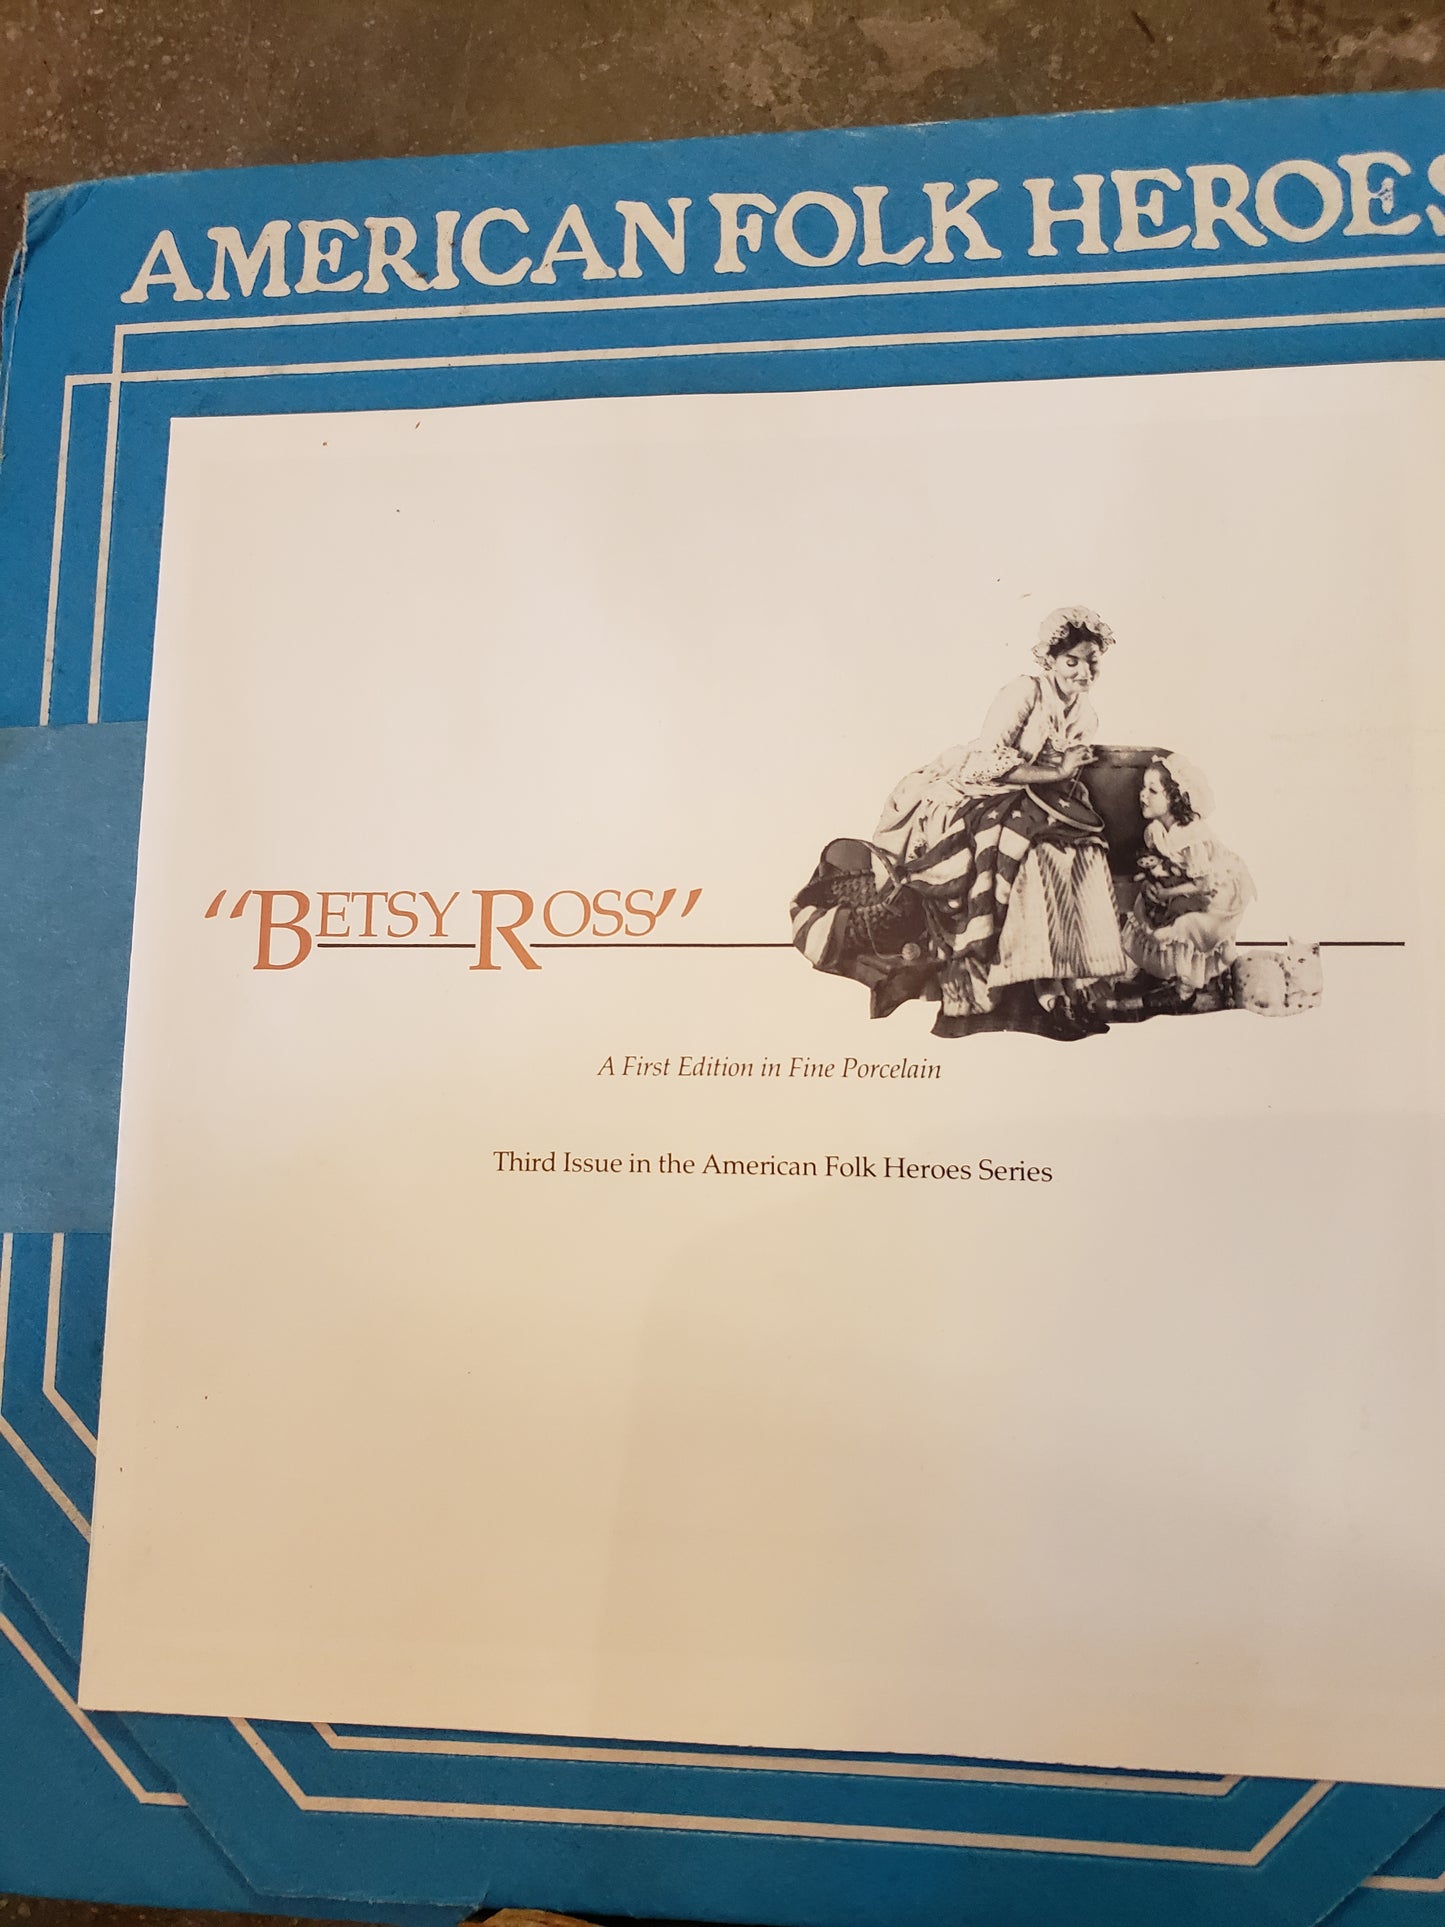 AMERICAN FOLK HEROES
“BETSY ROSS”
A First Edition in Fine Porcelain
Third Issue in the American Folk Heroes Series